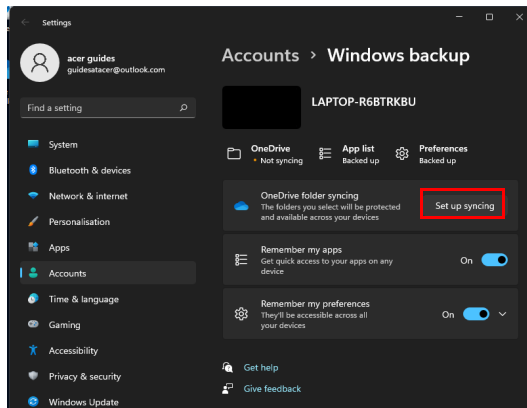 Settings
acer guides
guidesatacer@outlook.com
Find a setting
System
Bluetooth & devices
Network & internet
Personalisation
Apps
Accounts
Time & language
Gaming
Accessibility
Privacy & security
Windows Update
Accounts > Windows backup
LAPTOP-R6BTRKBU
OneDrive
• Not syncing
App list
Backed up
Preferences
Backed up
OneDrive folder syncing
The folders you select will be protected
and available across your devices
Set up syncing
Remember my apps
Get quick access to your apps on any
device
On
Remember my preferences
They'll be accessible across all
your devices
On
Get help
Give feedback